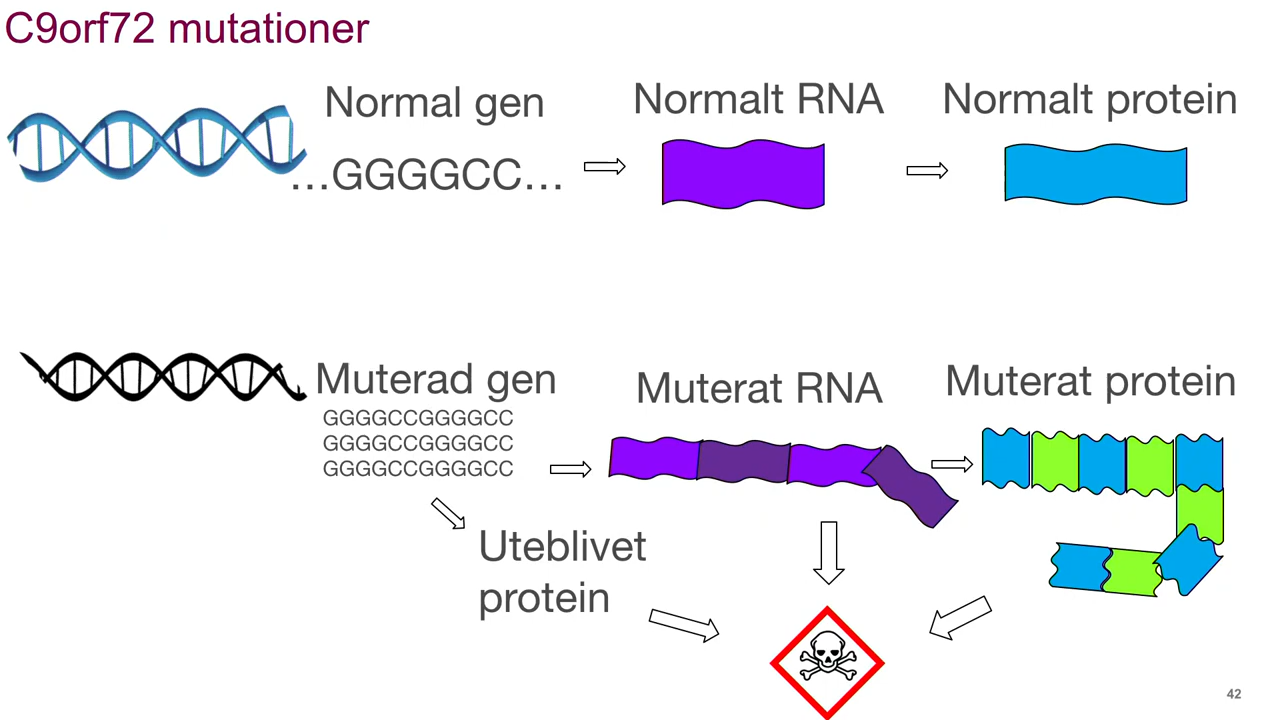 C9orf72 mutationer
Normal gen
Normalt RNA
Normalt protein
...GGGGCC...
Muterad gen
Muterat RNA
Muterat protein
GGGGCCGGGGCC
GGGGCCGGGGCC
GGGGCCGGGGCC
Uteblivet
protein
42